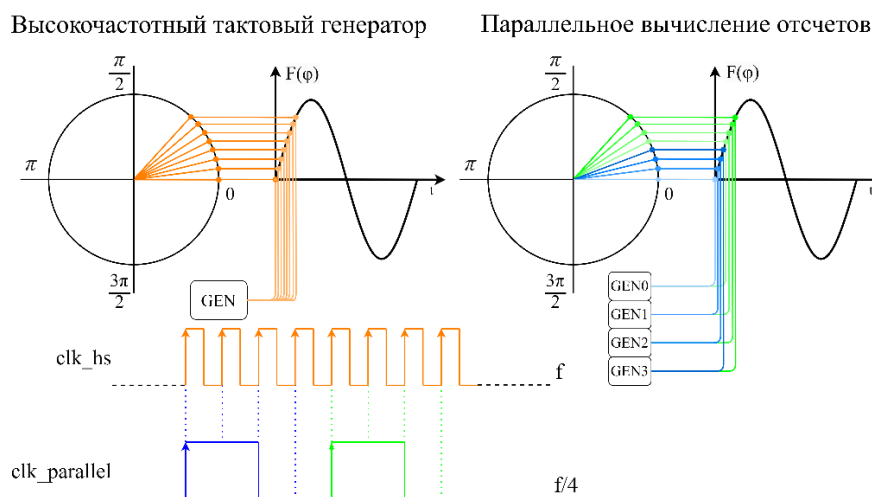 Высокочастотный тактовый генератор
Параллельное вычисление отсчетов
π/2
F(φ)
π
0
t
3π/2
GEN
π/2
F(φ)
π
0
t
3π/2
GEN0
GEN1
GEN2
GEN3
clk_hs
f
clk_parallel
f/4